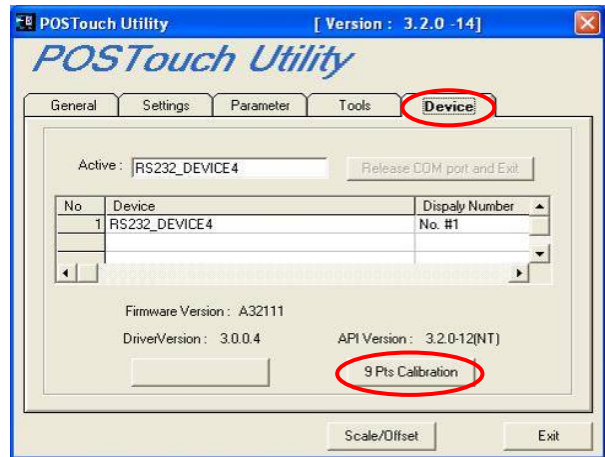 POSTouch Utility [ Version : 3.2.0 -14]
POSTouch Utility
General Settings Parameter Tools Device
Active : RS232_DEVICE4 Release COM port and Exit
No Device Dispaly Number
1 RS232_DEVICE4 No. #1
Firmware Version : A32111
DriverVersion : 3.0.0.4 API Version : 3.2.0-12(NT)
9 Pts Calibration
Scale/Offset Exit